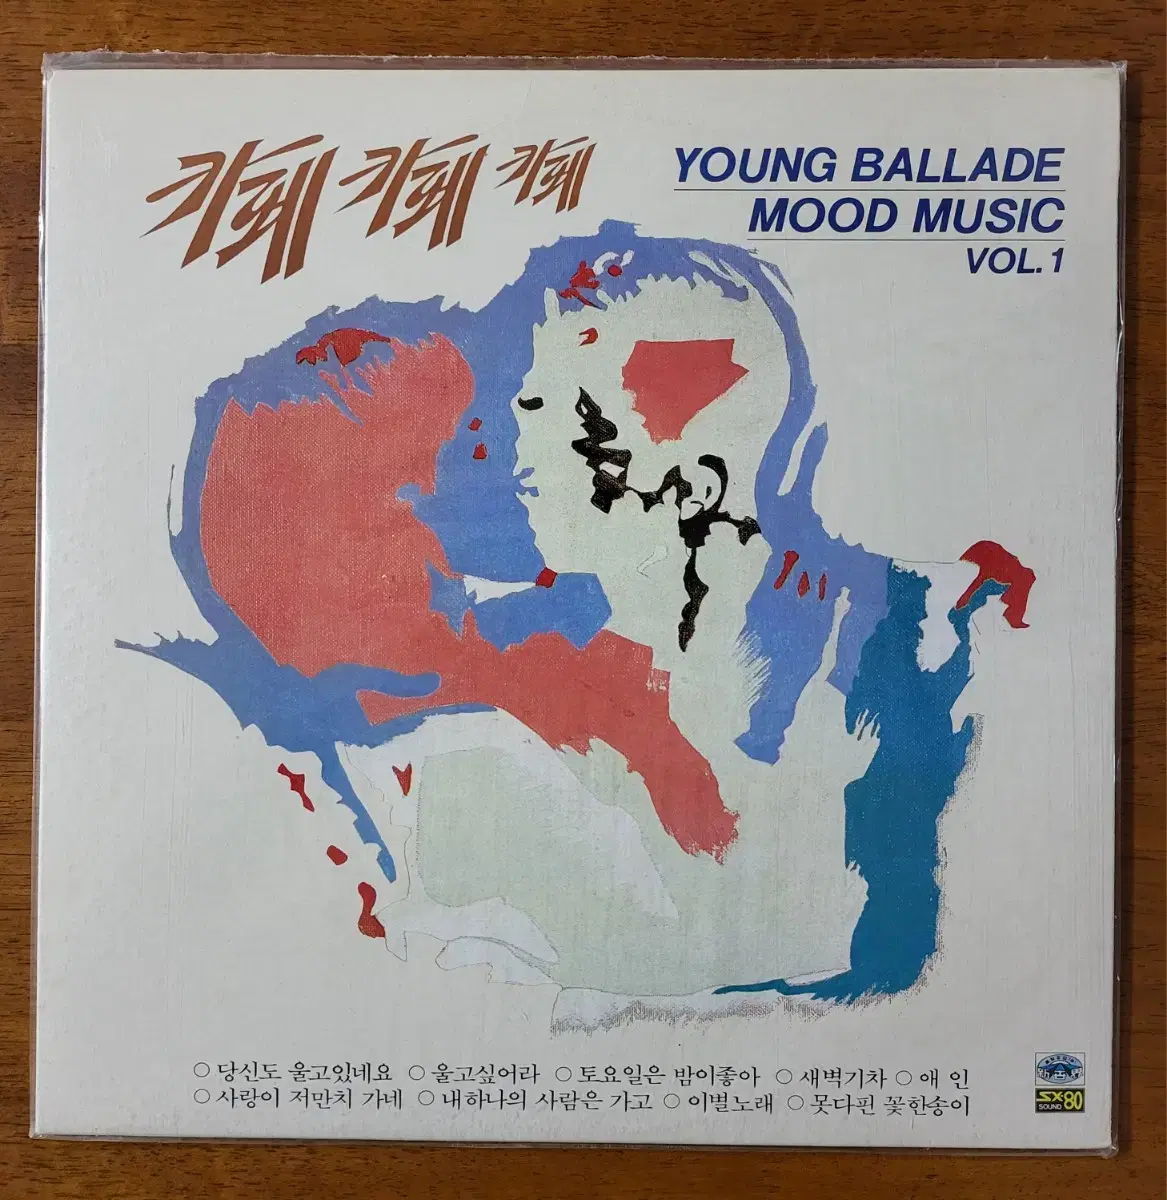 카페 카페 카페
YOUNG BALLADE
MOOD MUSIC
VOL. 1
○ 당신도 울고있네요 ○ 울고싶어라 ○ 토요일은 밤이좋아 ○ 새벽기차 ○ 애 인
○ 사랑이 저만치 가네 ○ 내하나의 사람은 가고 ○ 이별노래 ○ 못다핀 꽃한송이
SX-80
SOUND